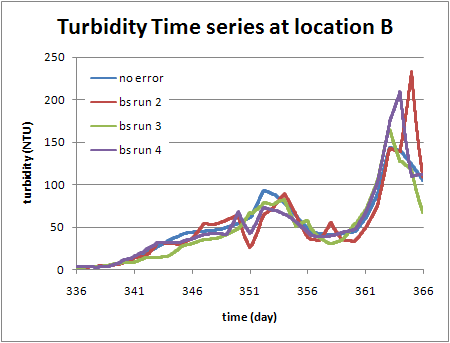 Turbidity Time series at location B
turbidity (NTU)
250
200
150
100
50
0
no error
bs run 2
bs run 3
bs run 4
336 341 346 351 356 361 366
time (day)